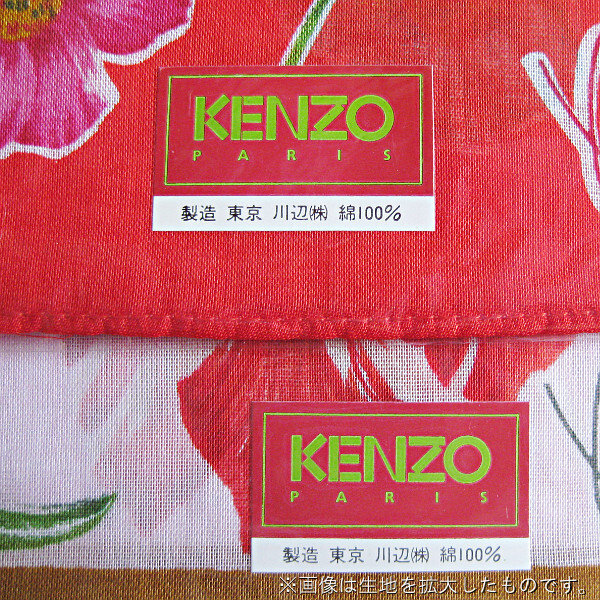 KENZO
PARIS
製造 東京 川辺㈱ 綿100%
KENZO
PARIS
製造 東京 川辺㈱ 綿100%
※画像は生地を拡大したものです。